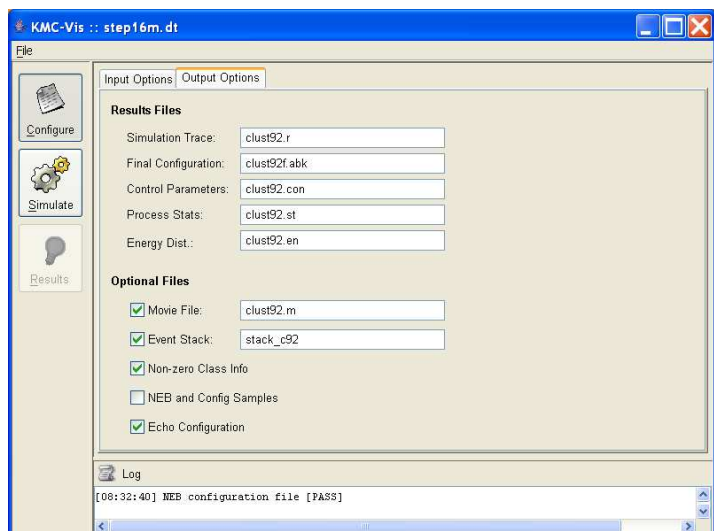 KMC-Vis :: step16m.dt
File
Configure
Simulate
Results
Input Options
Output Options
Results Files
Simulation Trace: clust92.r
Final Configuration: clust92f.abk
Control Parameters: clust92.con
Process Stats: clust92.st
Energy Dist.: clust92.en
Optional Files
Movie File: clust92.m
Event Stack: stack_c92
Non-zero Class Info
NEB and Config Samples
Echo Configuration
Log
[08:32:40] NEB configuration file [PASS]